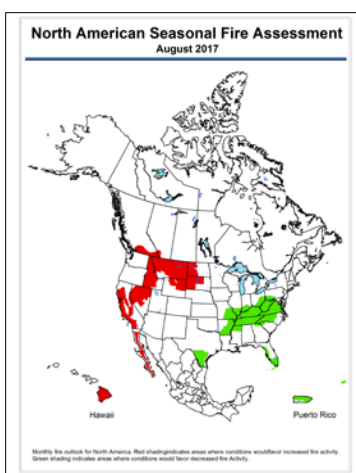 North American Seasonal Fire Assessment
August 2017
Hawaii
Puerto Rico
Monthly fire outlook for North America. Red shadingindicates areas where conditions wouldfavor increased fire activity.
Green shading indicates areas where conditions would favor decreased fire Activity.